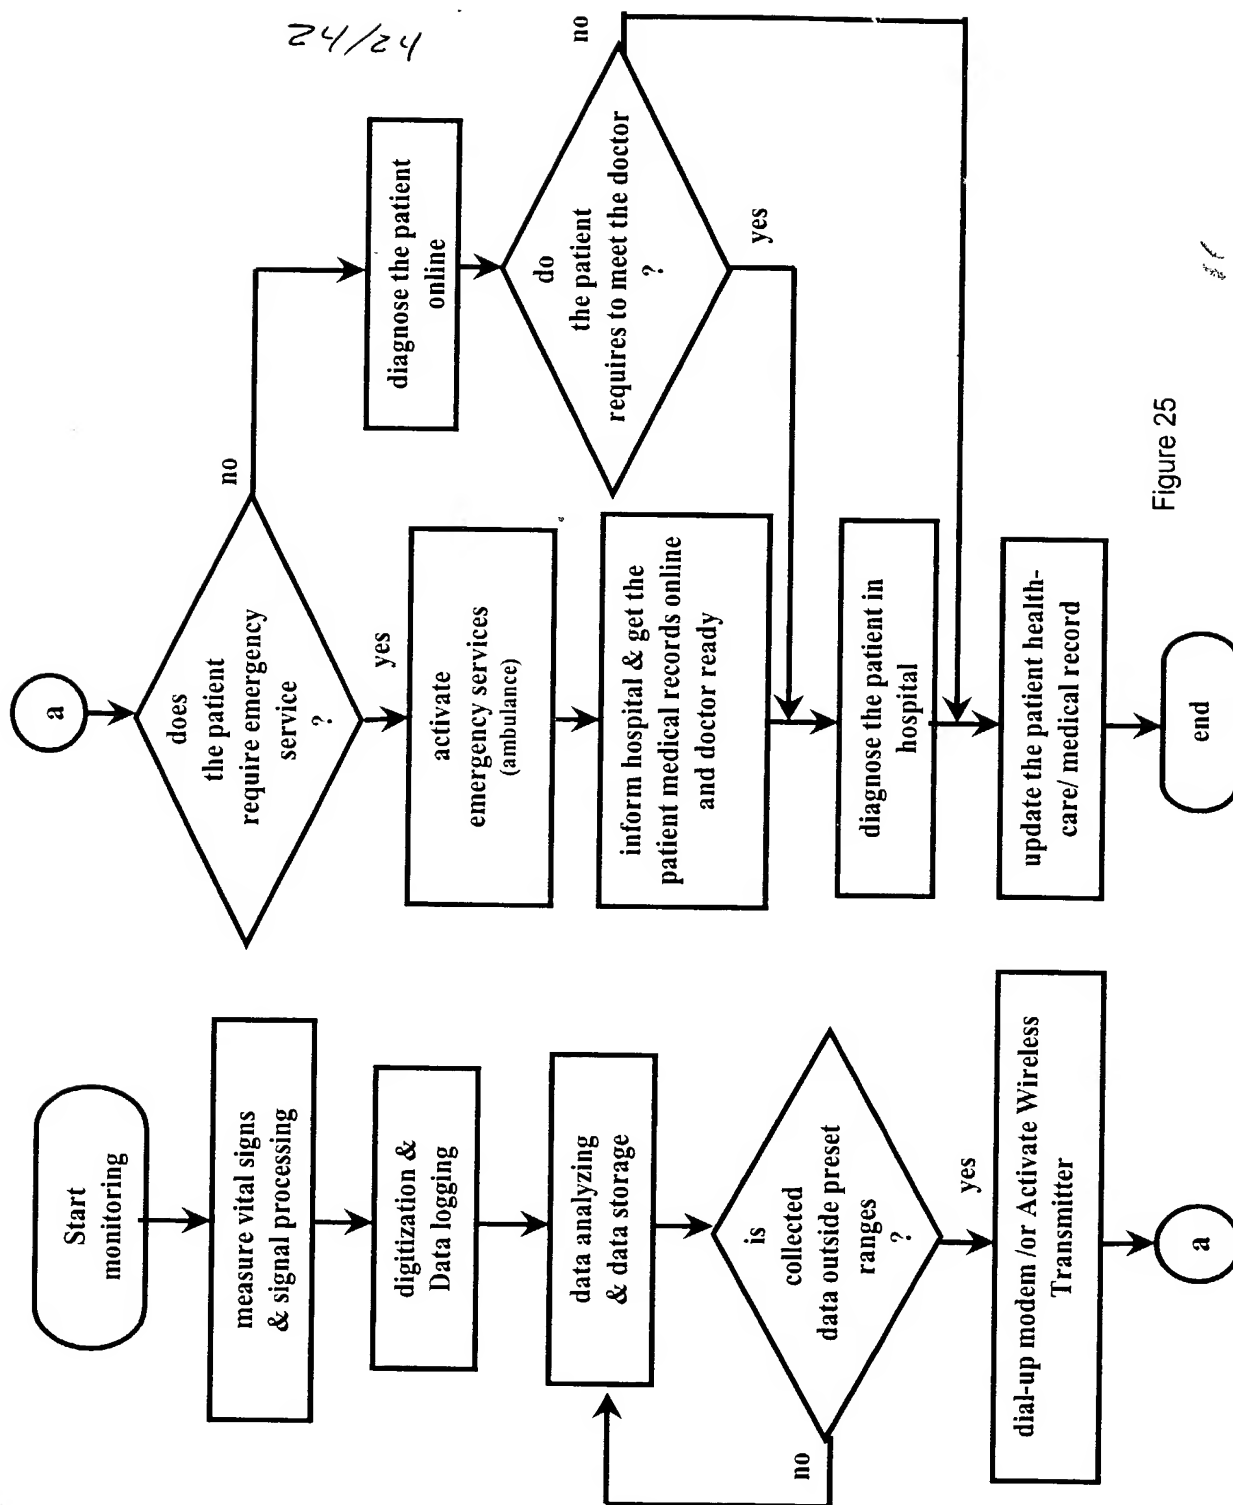 24/24
Start
monitoring
measure vital signs
& signal processing
digitization &
Data logging
data analyzing
& data storage
is
collected
data outside preset
ranges
?
no
yes
dial-up modem /or Activate Wireless
Transmitter
a
a
does
the patient
require emergency
service
?
no
yes
activate
emergency services
(ambulance)
inform hospital & get the
patient medical records online
and doctor ready
diagnose the patient in
hospital
update the patient health-
care/ medical record
end
diagnose the patient
online
do
the patient
requires to meet the doctor
?
no
yes
Figure 25